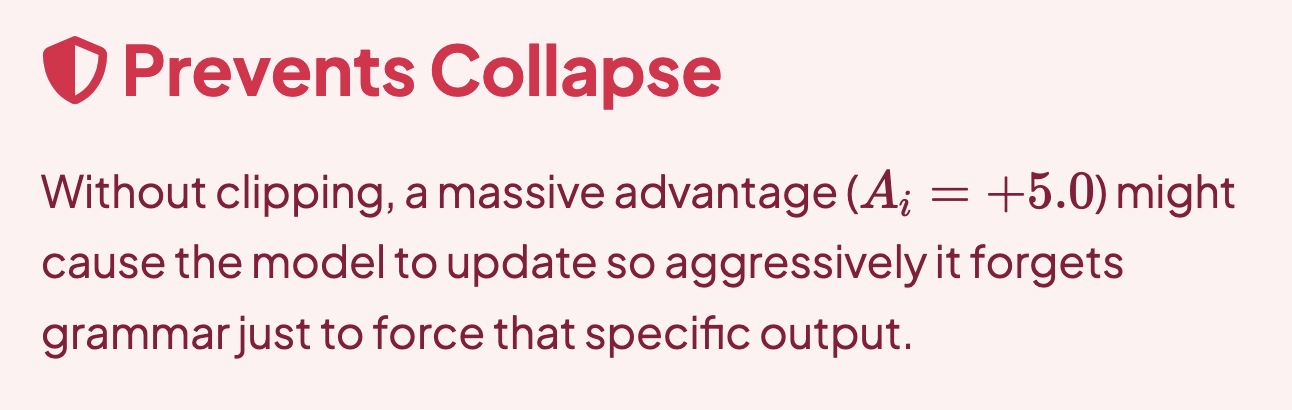 Prevents Collapse
Without clipping, a massive advantage (A_i = +5.0) might
cause the model to update so aggressively it forgets
grammar just to force that specific output.